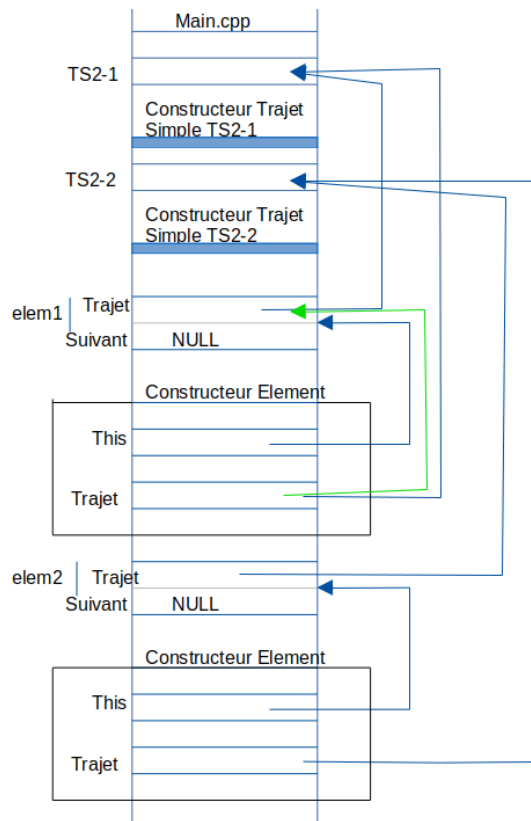 Main.cpp
TS2-1
Constructeur Trajet
Simple TS2-1
TS2-2
Constructeur Trajet
Simple TS2-2
elem1
Trajet
Suivant
NULL
Constructeur Element
This
Trajet
elem2
Trajet
Suivant
NULL
Constructeur Element
This
Trajet